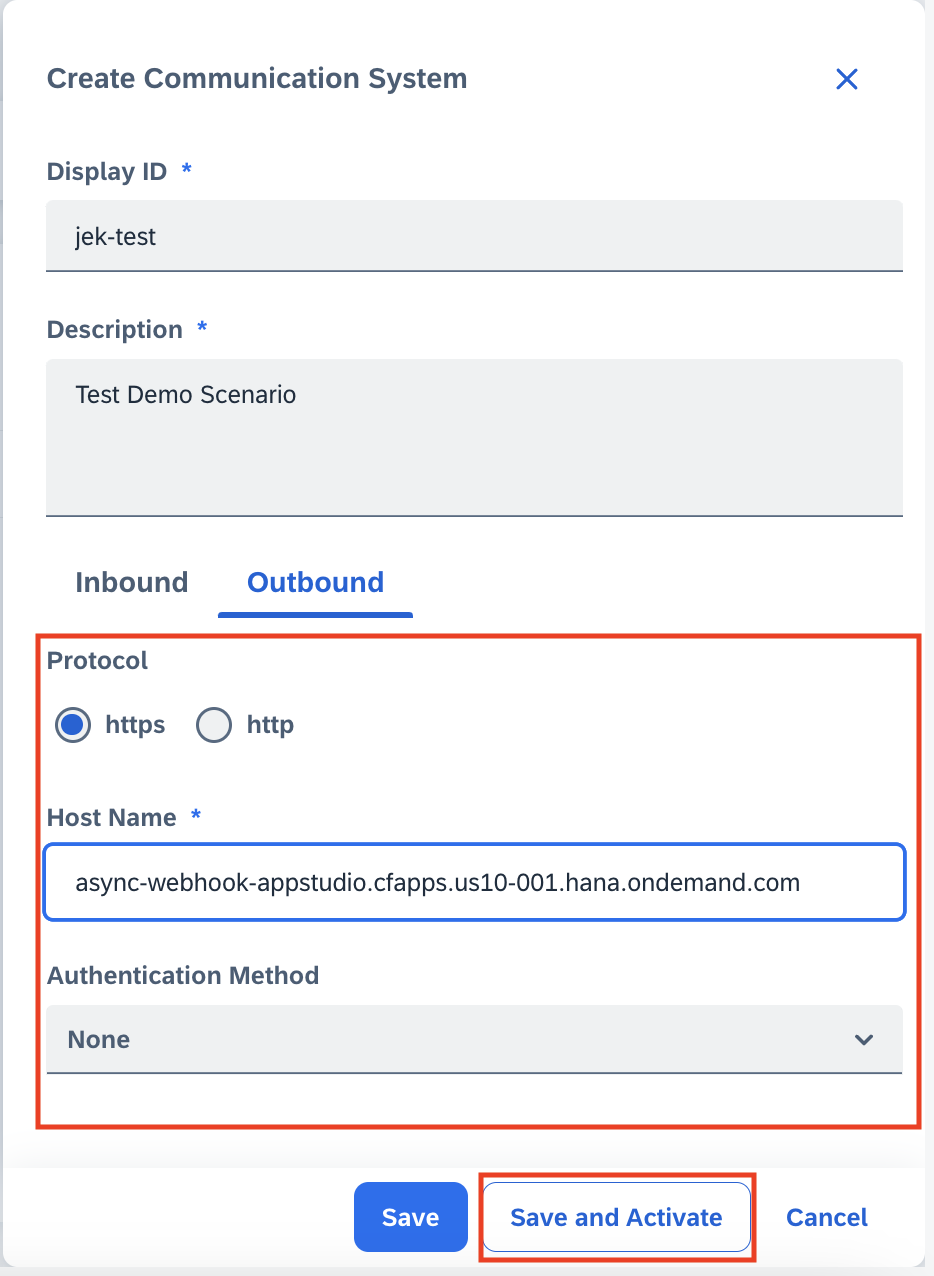 Create Communication System
Display ID *
jek-test
Description *
Test Demo Scenario
Inbound Outbound
Protocol
https http
Host Name *
async-webhook-appstudio.cfapps.us10-001.hana.ondemand.com
Authentication Method
None
Save Save and Activate Cancel